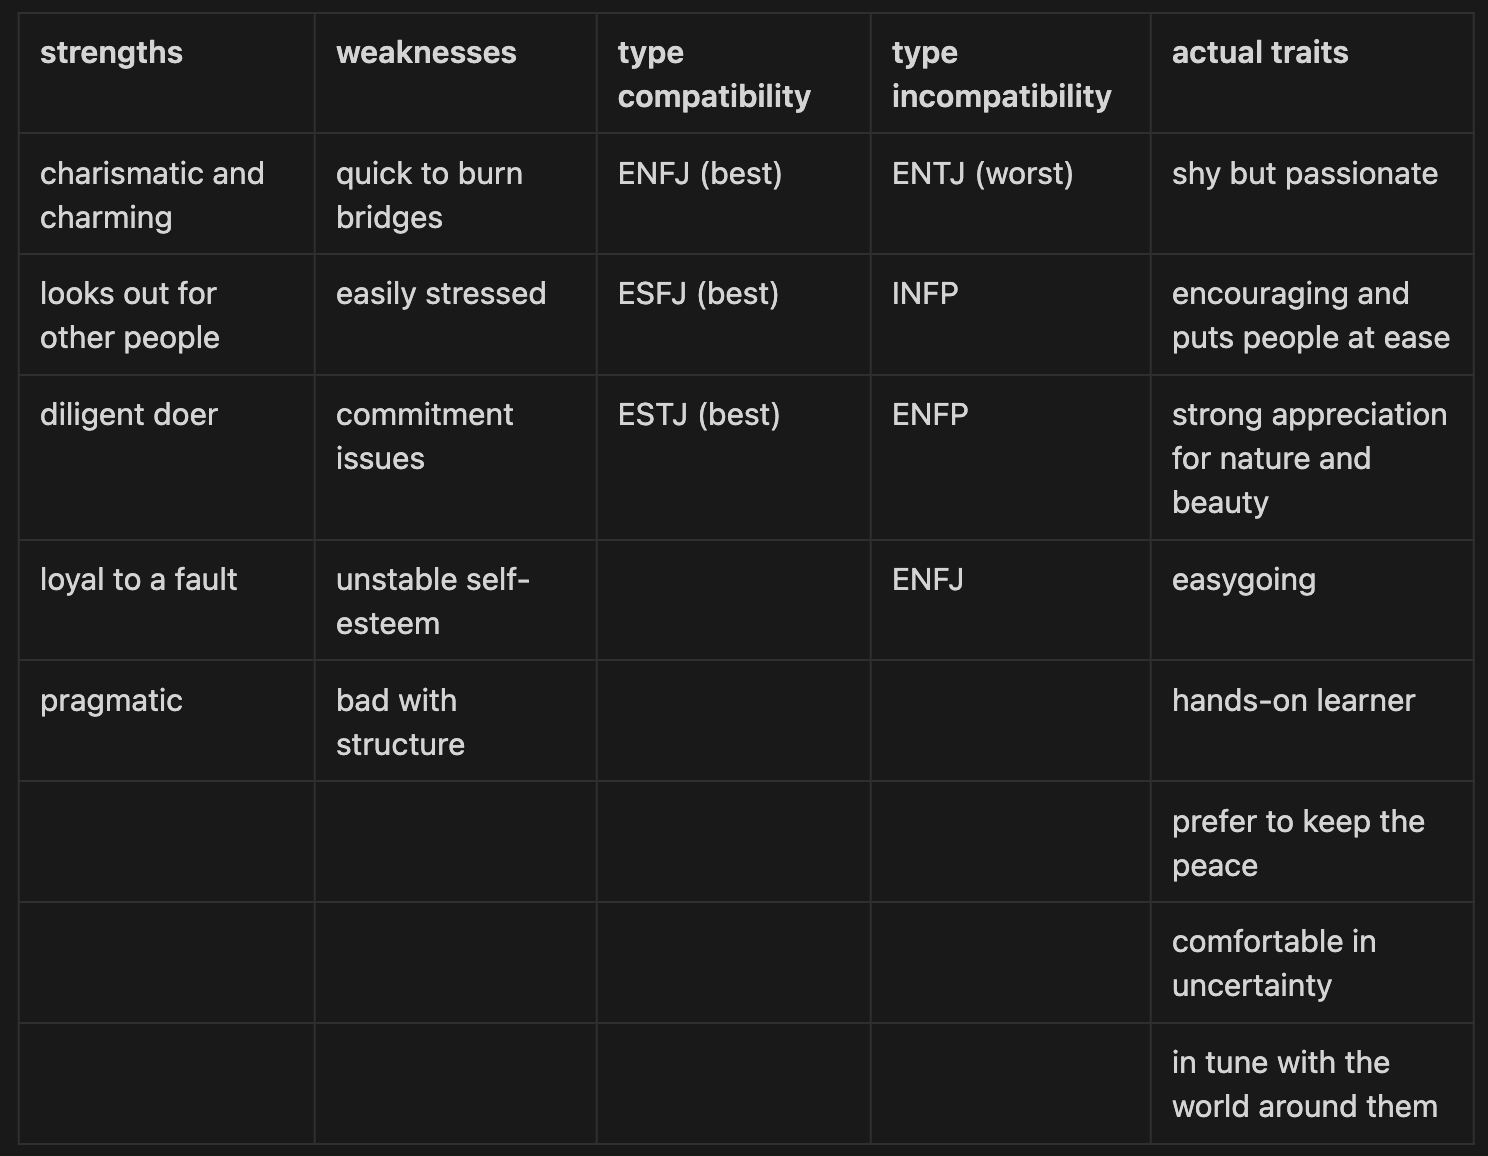 strengths
weaknesses
type
compatibility
type
incompatibility
actual traits
charismatic and
charming
quick to burn
bridges
ENFJ (best)
ENTJ (worst)
shy but passionate
looks out for
other people
easily stressed
ESFJ (best)
INFP
encouraging and
puts people at ease
diligent doer
commitment
issues
ESTJ (best)
ENFP
strong appreciation
for nature and
beauty
loyal to a fault
unstable self-
esteem
ENFJ
easygoing
pragmatic
bad with
structure
hands-on learner
prefer to keep the
peace
comfortable in
uncertainty
in tune with the
world around them